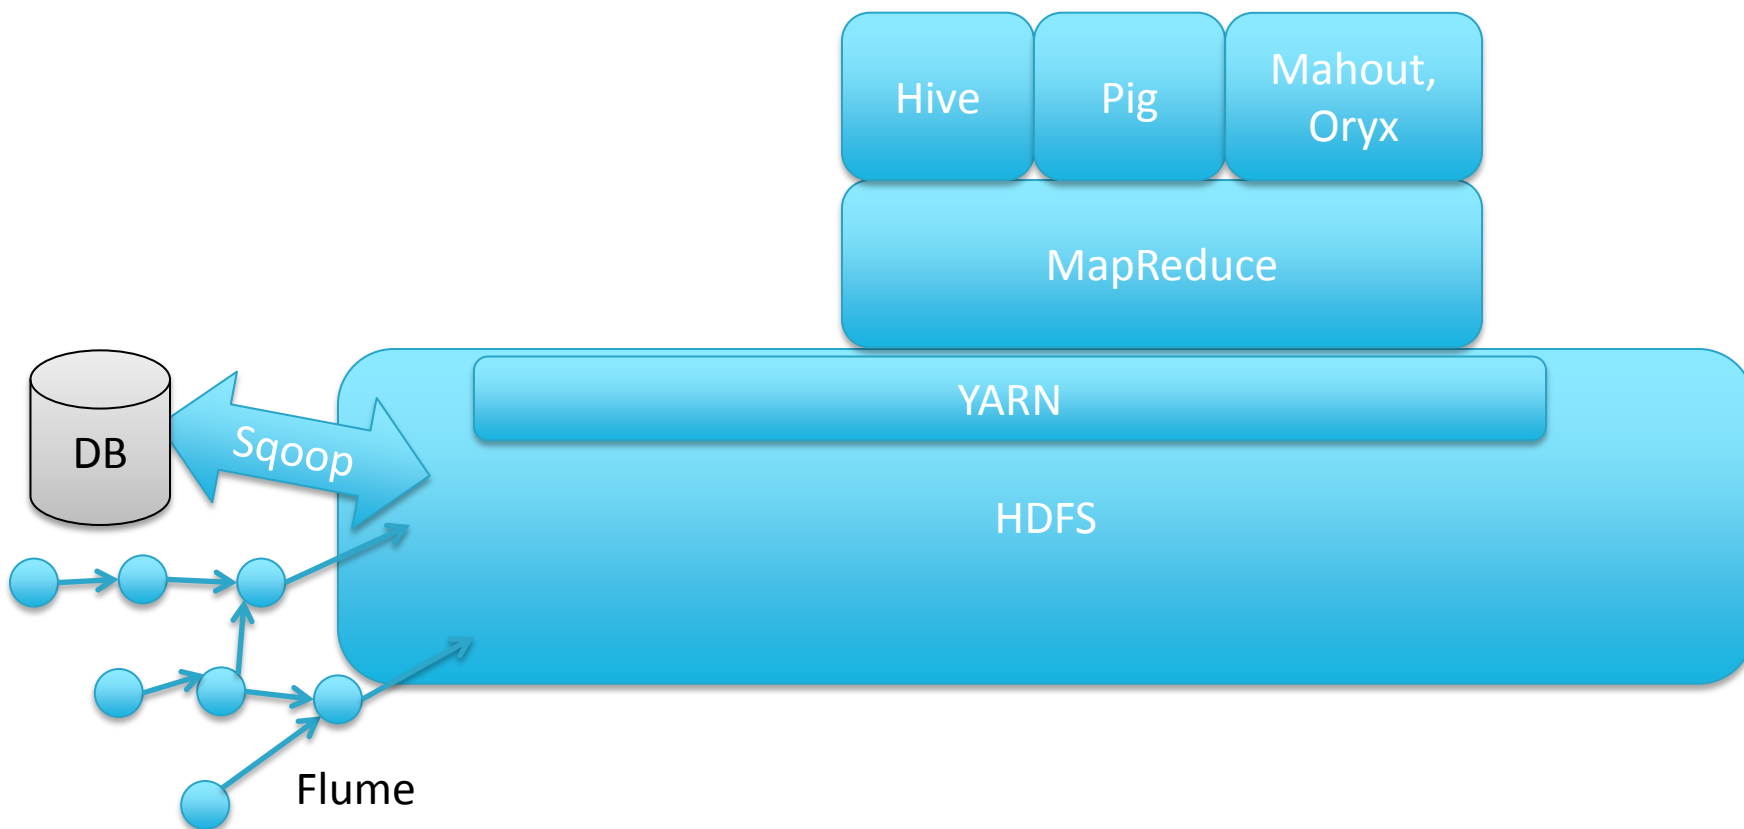 Hive
Pig
Mahout,
Oryx
MapReduce
YARN
DB
Sqoop
HDFS
Flume